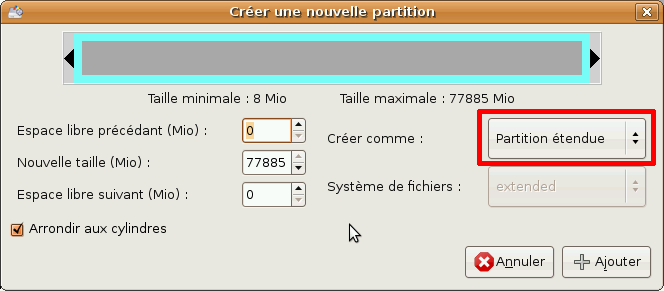 Créer une nouvelle partition
Taille minimale : 8 Mio Taille maximale : 77885 Mio
Espace libre précédant (Mio) : 0
Créer comme : Partition étendue
Nouvelle taille (Mio) : 77885
Système de fichiers : extended
Espace libre suivant (Mio) : 0
Arrondir aux cylindres
Annuler Ajouter